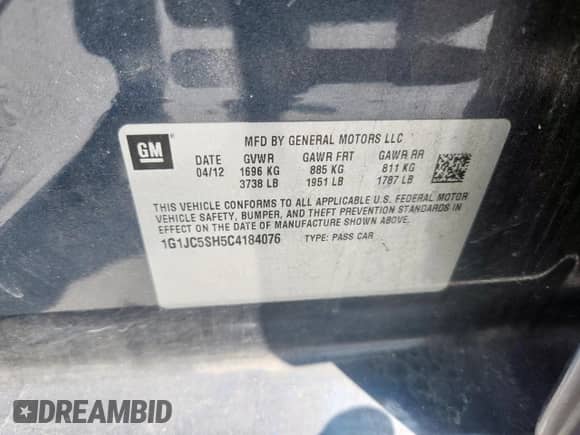 GM
MFD BY GENERAL MOTORS LLC
DATE GVWR GAWR FRT GAWR RR
04/12 1696 KG 885 KG 811 KG
3738 LB 1951 LB 1787 LB
THIS VEHICLE CONFORMS TO ALL APPLICABLE U.S. FEDERAL MOTOR
VEHICLE SAFETY, BUMPER, AND THEFT PREVENTION STANDARDS IN
EFFECT ON THE DATE OF MANUFACTURE SHOWN ABOVE.
1G1JC5SH5C4184076 TYPE: PASS CAR
DREAMBID